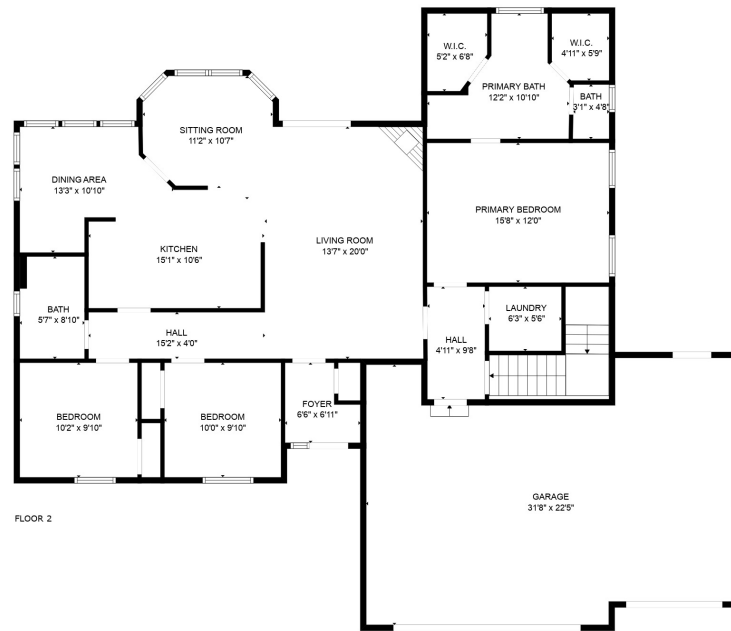 W.I.C.
5'2" x 6'8"
W.I.C.
4'11" x 5'9"
PRIMARY BATH
12'2" x 10'10"
BATH
3'1" x 4'8"
SITTING ROOM
11'2" x 10'7"
DINING AREA
13'3" x 10'10"
PRIMARY BEDROOM
15'8" x 12'0"
KITCHEN
15'1" x 10'6"
LIVING ROOM
13'7" x 20'0"
BATH
5'7" x 8'10"
LAUNDRY
6'3" x 5'6"
HALL
15'2" x 4'0"
HALL
4'11" x 9'8"
BEDROOM
10'2" x 9'10"
BEDROOM
10'0" x 9'10"
FOYER
6'6" x 6'11"
GARAGE
31'8" x 22'5"
FLOOR 2